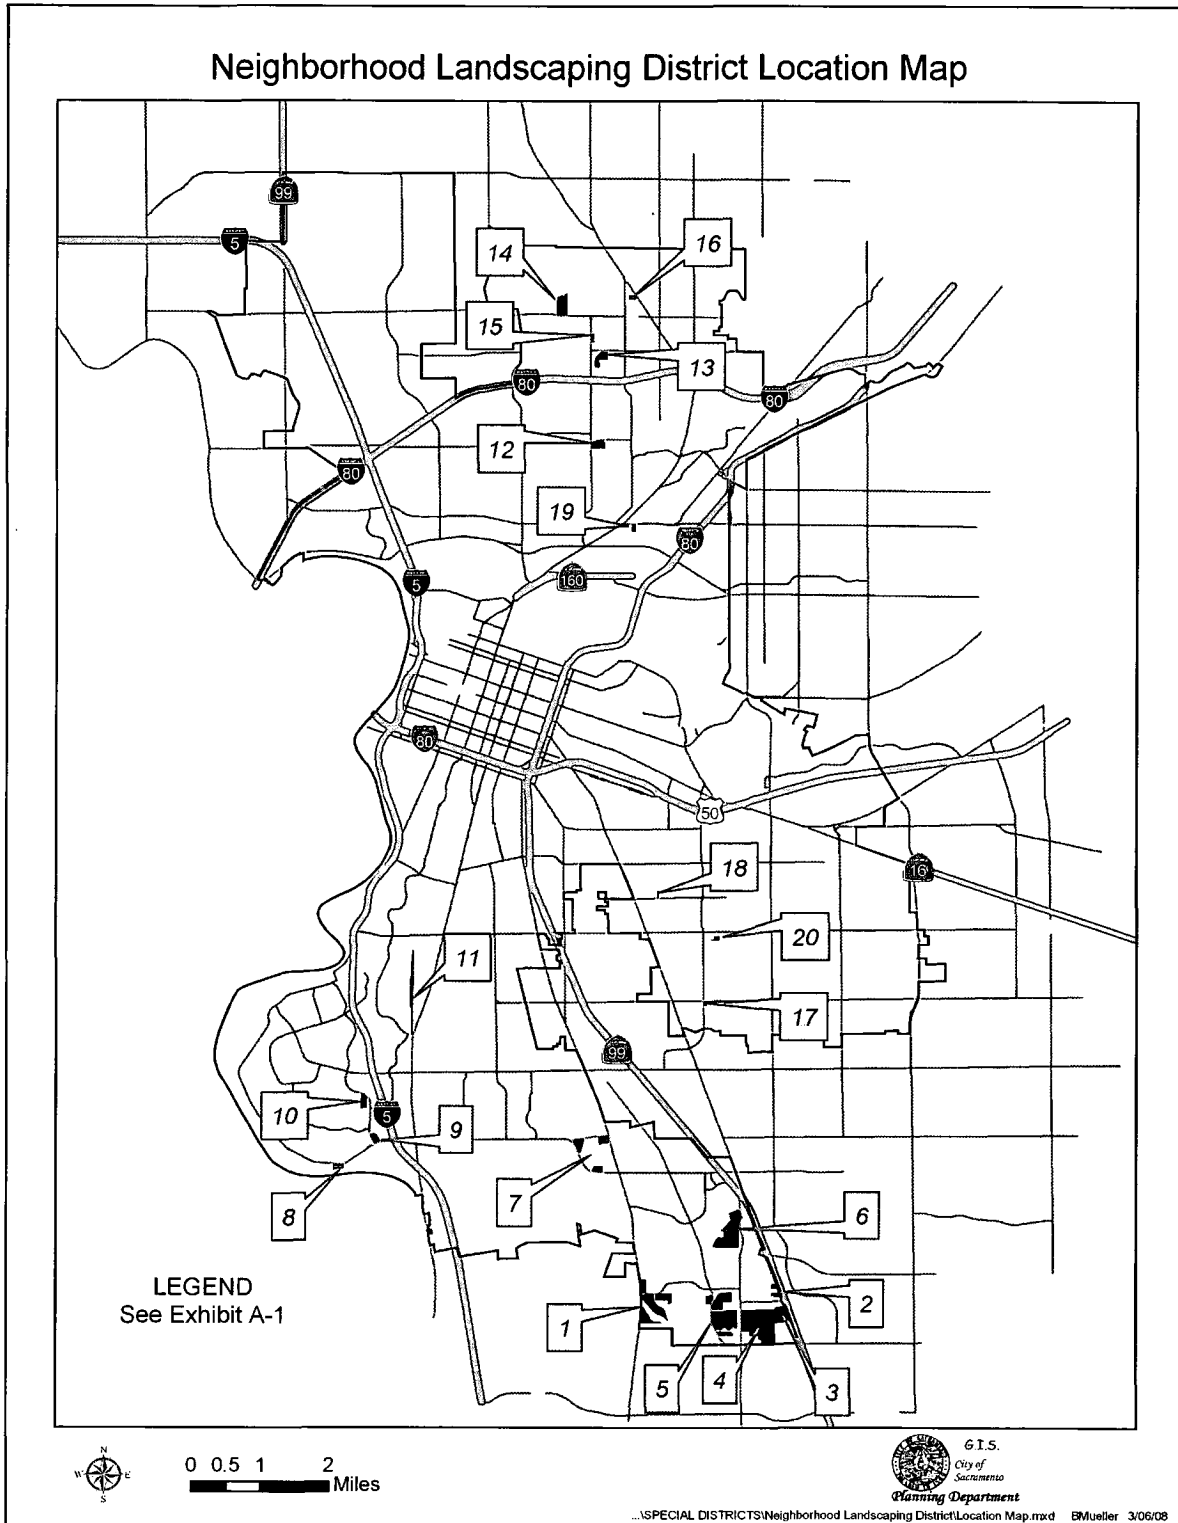 Neighborhood Landscaping District Location Map
99
5
16
14
15
13
80
80
12
80
19
80
5
160
80
50
18
16
20
11
17
99
10
5
9
7
8
6
LEGEND
See Exhibit A-1
2
1
5
4
3
N
W E
S
0 0.5 1 2
Miles
G.I.S.
City of
Sacramento
Planning Department
...\SPECIAL DISTRICTS\Neighborhood Landscaping District\Location Map.mxd BMueller 3/06/08